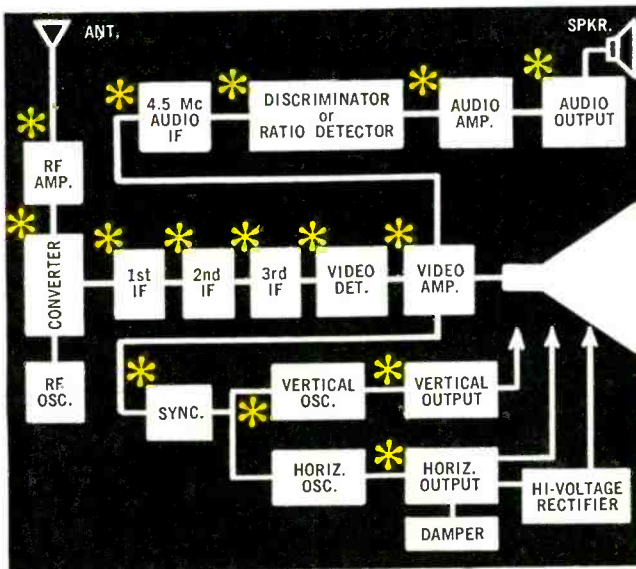 ANT.
SPKR.
4.5 Mc
AUDIO
IF
DISCRIMINATOR
or
RATIO DETECTOR
AUDIO
AMP.
AUDIO
OUTPUT
RF
AMP.
CONVERTER
1st
IF
2nd
IF
3rd
IF
VIDEO
DET.
VIDEO
AMP.
RF
OSC.
SYNC.
VERTICAL
OSC.
VERTICAL
OUTPUT
HORIZ.
OSC.
HORIZ.
OUTPUT
HI-VOLTAGE
RECTIFIER
DAMPER